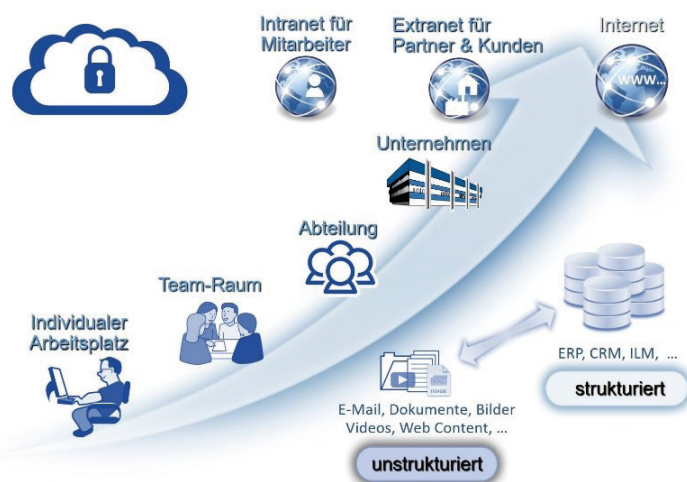 Intranet für
Mitarbeiter
Extranet für
Partner & Kunden
Internet
www...
Unternehmen
Abteilung
Team-Raum
Individualer
Arbeitsplatz
ERP, CRM, ILM, ...
strukturiert
E-Mail, Dokumente, Bilder
Videos, Web Content, ...
unstrukturiert